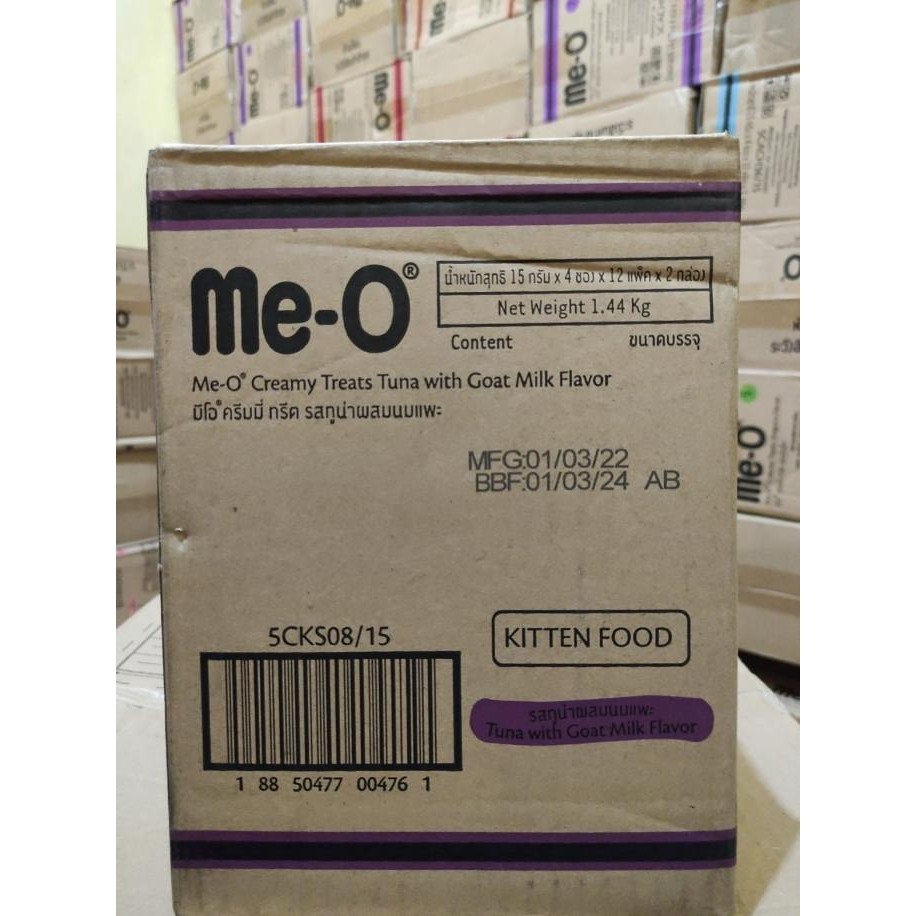 Me-O
Me-O
Me-O
Me-O
Me-O®
น้ำหนักสุทธิ 15 กรัม x 4 ซอง x 12 แพ็ค x 2 กล่อง
Net Weight 1.44 Kg
Content ขนาดบรรจุ
Me-O® Creamy Treats Tuna with Goat Milk Flavor
มีโอ® ครีมมี่ ทรีต รสทูน่าผสมนมแพะ
MFG:01/03/22
BBF:01/03/24 AB
5CKS08/15
KITTEN FOOD
รสทูน่าผสมนมแพะ
Tuna with Goat Milk Flavor
1 88 50477 00476 1
Me-O